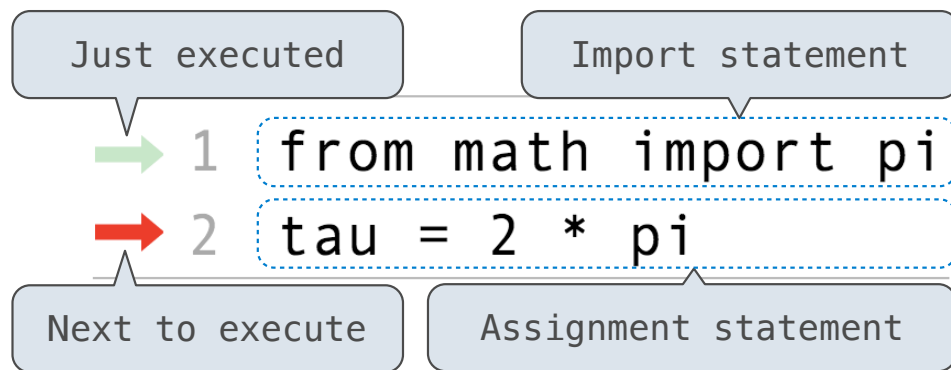 Just executed
Import statement
1 from math import pi
2 tau = 2 * pi
Next to execute
Assignment statement